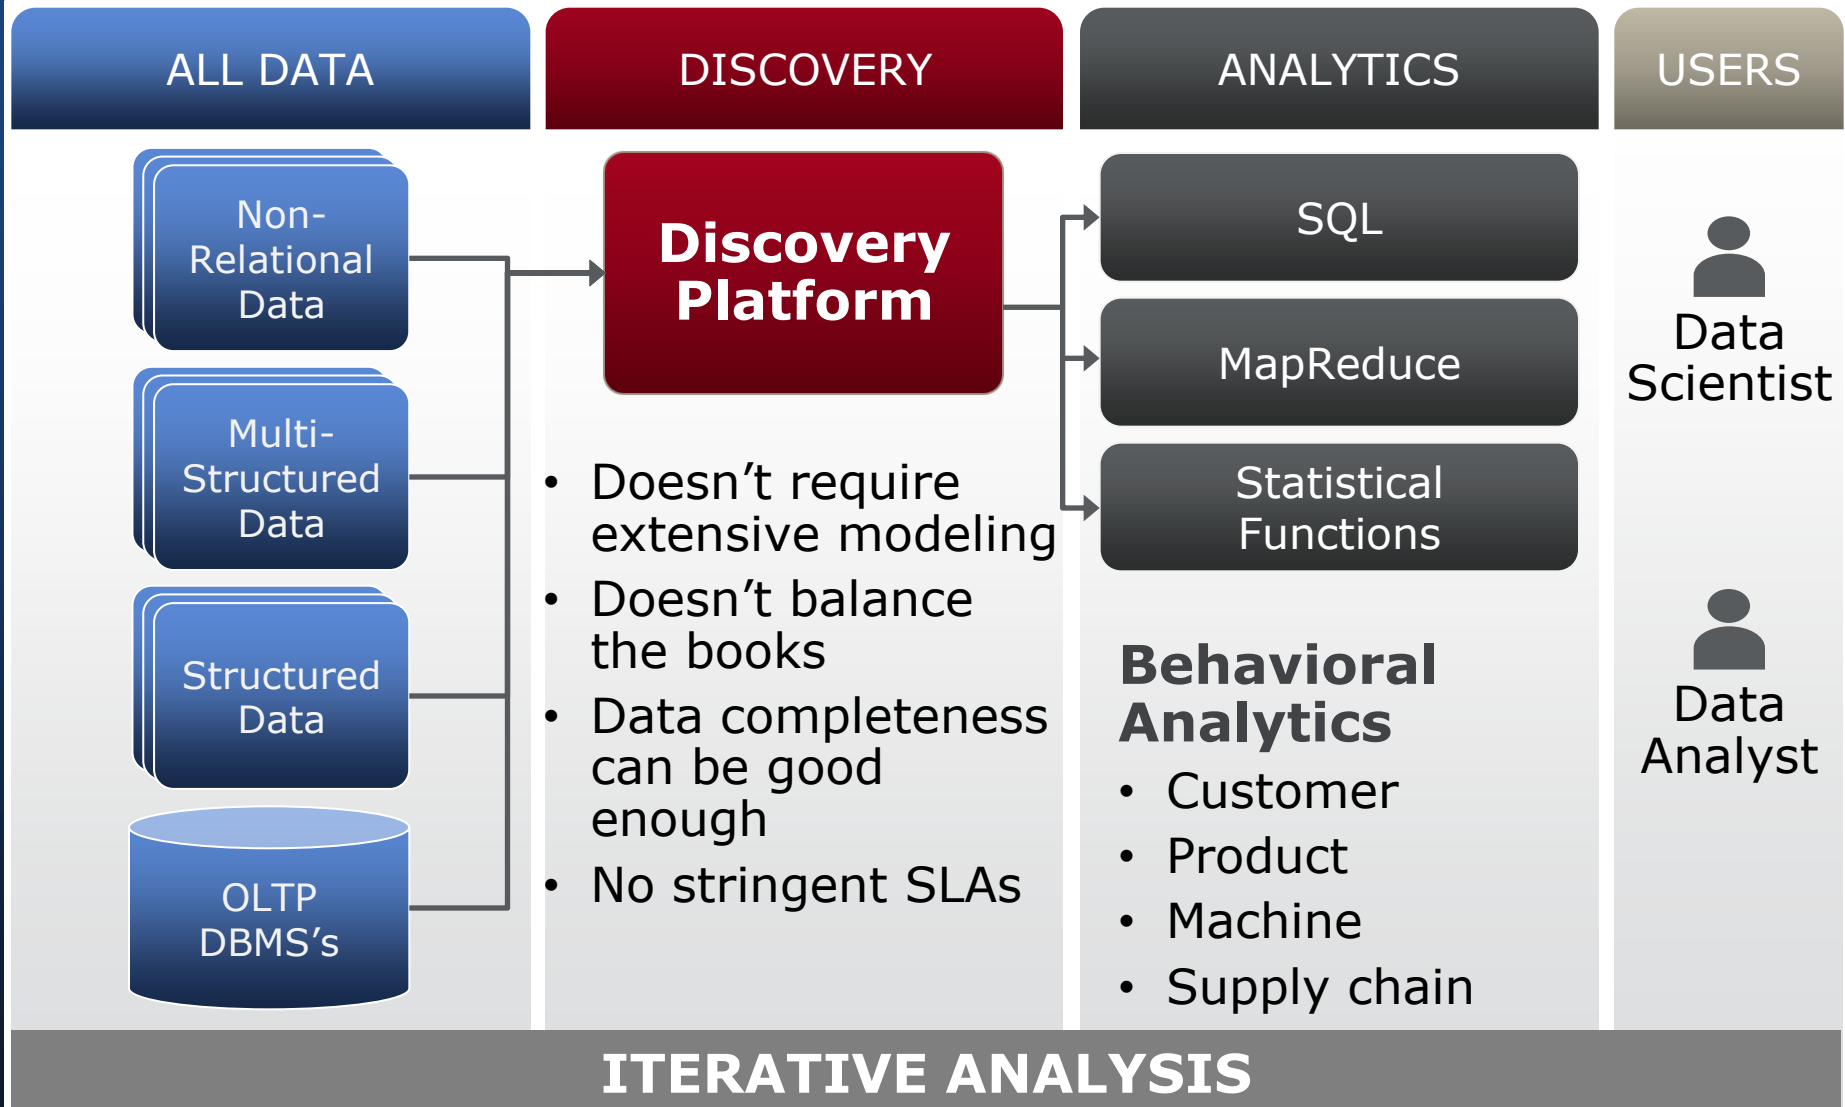 ALL DATA
DISCOVERY
ANALYTICS
USERS
Non-
Relational
Data
Multi-
Structured
Data
Structured
Data
OLTP
DBMS’s
Discovery
Platform
• Doesn’t require
extensive modeling
• Doesn’t balance
the books
• Data completeness
can be good
enough
• No stringent SLAs
SQL
MapReduce
Statistical
Functions
Behavioral
Analytics
• Customer
• Product
• Machine
• Supply chain
Data
Scientist
Data
Analyst
ITERATIVE ANALYSIS